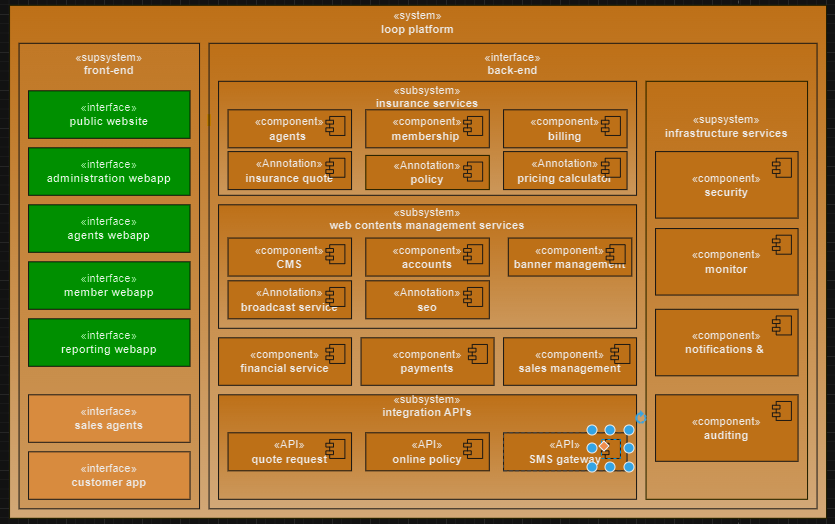 «system»
loop platform
«supsystem»
front-end
«interface»
public website
«interface»
administration webapp
«interface»
agents webapp
«interface»
member webapp
«interface»
reporting webapp
«interface»
sales agents
«interface»
customer app
«interface»
back-end
«subsystem»
insurance services
«component»
agents
«component»
membership
«component»
billing
«Annotation»
insurance quote
«Annotation»
policy
«Annotation»
pricing calculator
«subsystem»
web contents management services
«component»
CMS
«component»
accounts
«component»
banner management
«Annotation»
broadcast service
«Annotation»
seo
«component»
financial service
«component»
payments
«component»
sales management
«subsystem»
integration API's
«API»
quote request
«API»
online policy
«API»
SMS gateway
«supsystem»
infrastructure services
«component»
security
«component»
monitor
«component»
notifications &
«component»
auditing